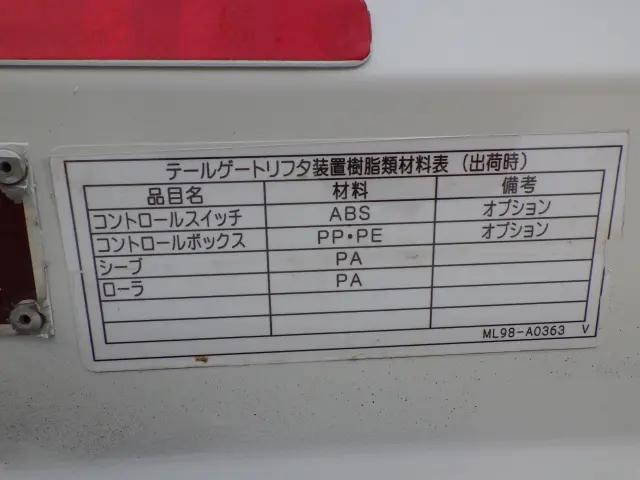 テールゲートリフタ装置樹脂類材料表（出荷時）
品目名 材料 備考
コントロールスイッチ ABS オプション
コントロールボックス PP・PE オプション
シーブ PA
ローラ PA
ML98-A0363 V